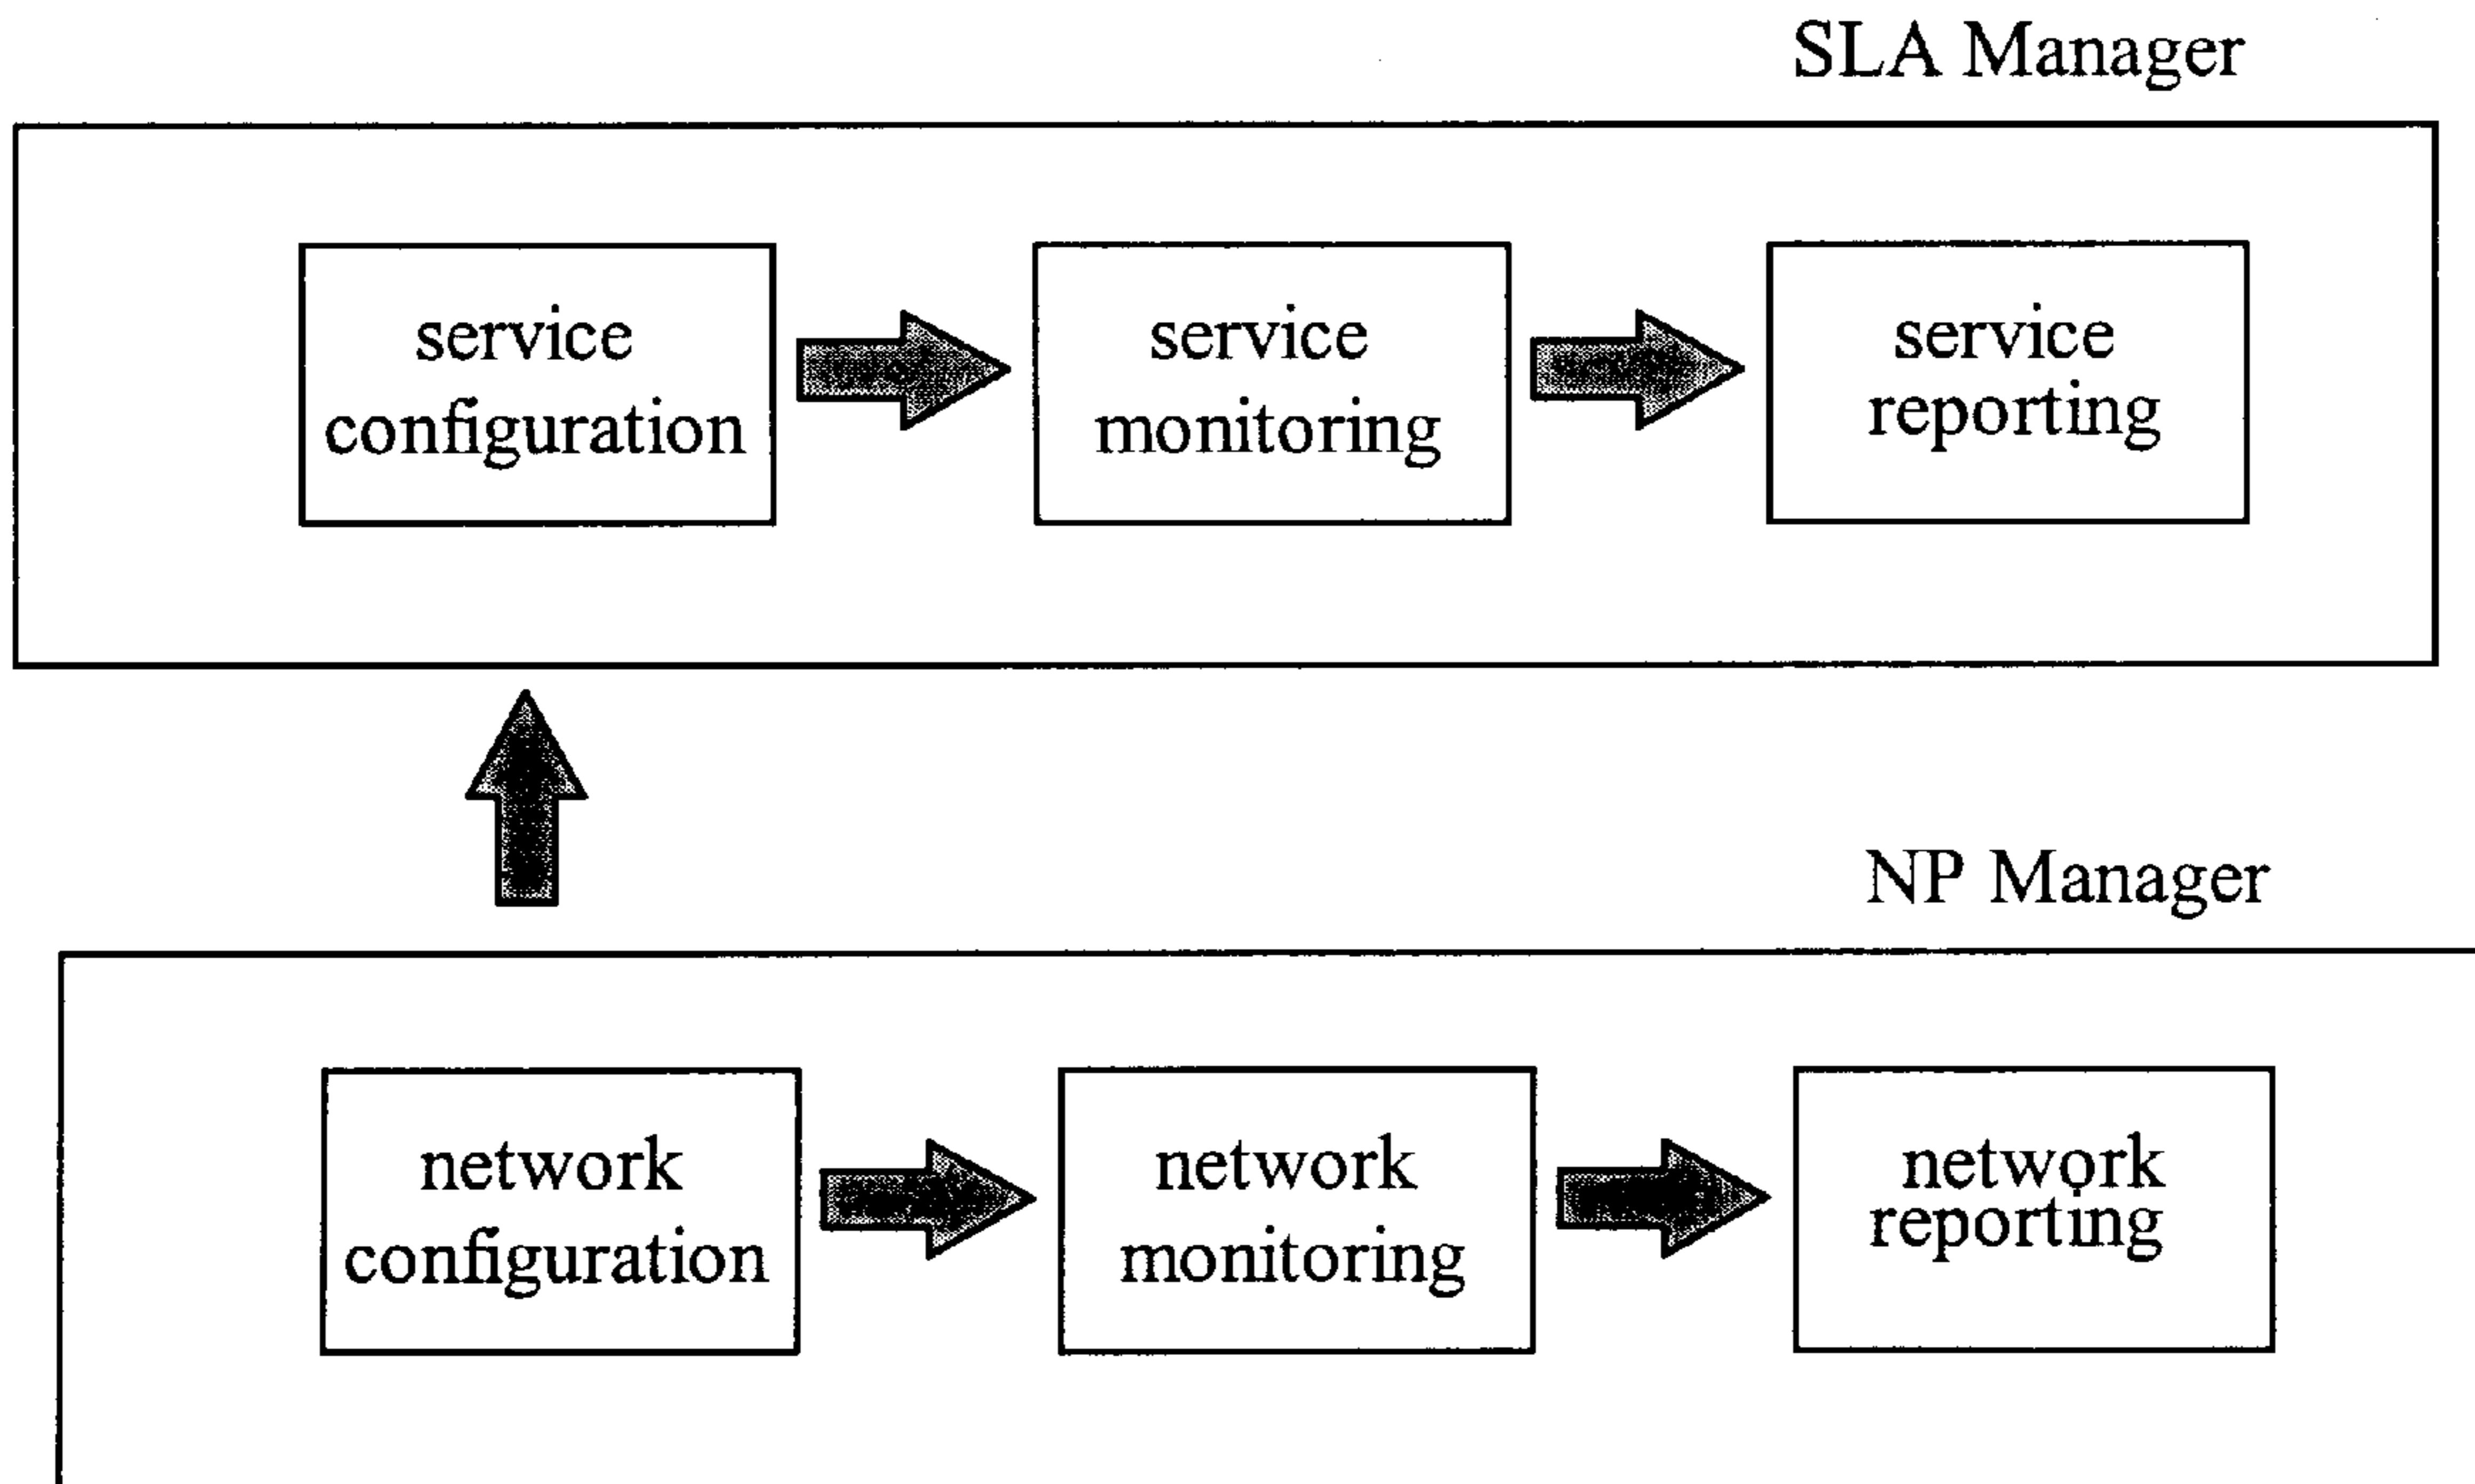 SLA Manager
service
configuration
service
monitoring
service
reporting
NP Manager
network
configuration
network
monitoring
network
reporting